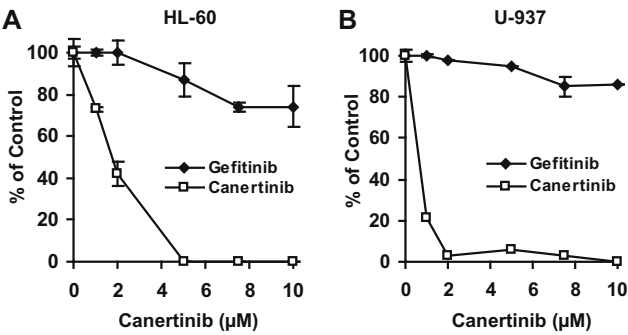 A
HL-60
% of Control
100
80
60
40
20
0
Gefitinib
Canertinib
0 2 4 6 8 10
Canertinib (µM)
B
U-937
% of Control
100
80
60
40
20
0
Gefitinib
Canertinib
0 2 4 6 8 10
Canertinib (µM)